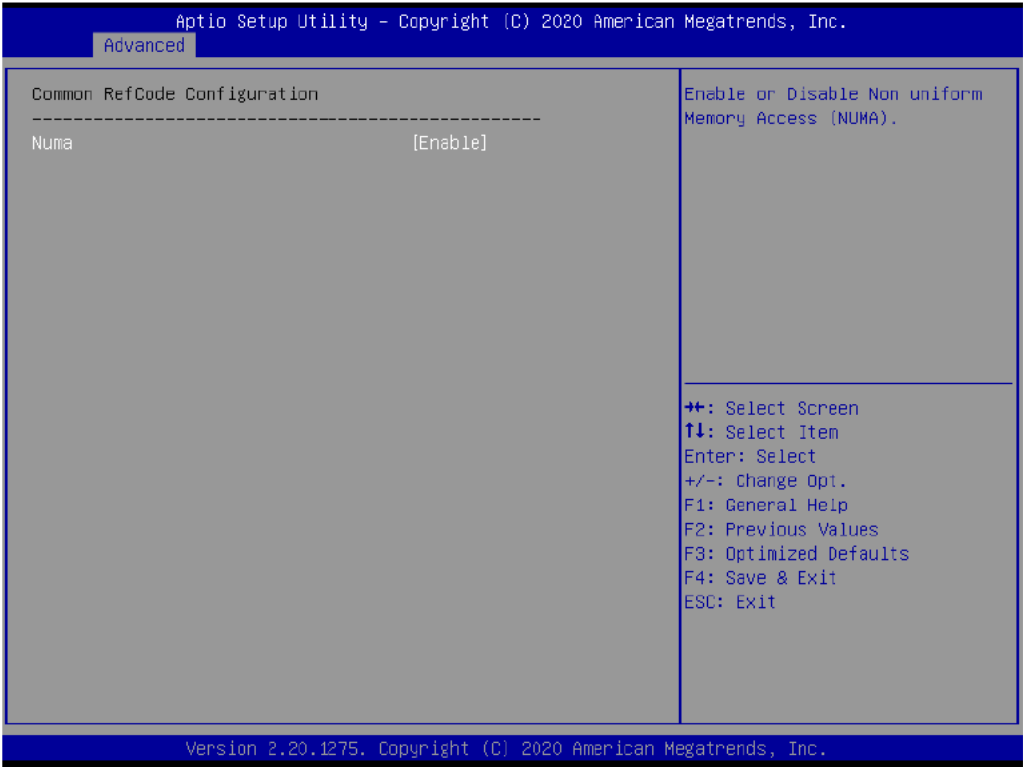 Aptio Setup Utility – Copyright (C) 2020 American Megatrends, Inc.
Advanced
Common RefCode Configuration
--------------------------------------------------
Numa [Enable]
Enable or Disable Non uniform
Memory Access (NUMA).
→←: Select Screen
↑↓: Select Item
Enter: Select
+/-: Change Opt.
F1: General Help
F2: Previous Values
F3: Optimized Defaults
F4: Save & Exit
ESC: Exit
Version 2.20.1275. Copyright (C) 2020 American Megatrends, Inc.